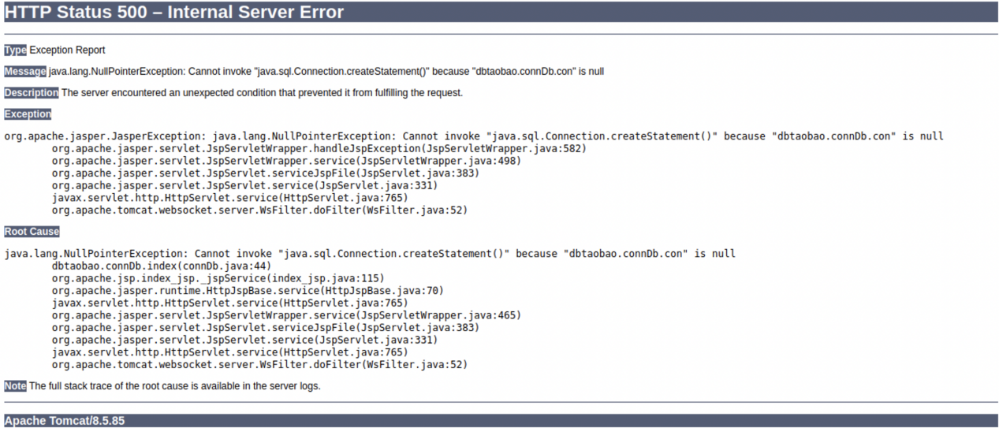 HTTP Status 500 – Internal Server Error
Type Exception Report
Message java.lang.NullPointerException: Cannot invoke "java.sql.Connection.createStatement()" because "dbtaobao.connDb.con" is null
Description The server encountered an unexpected condition that prevented it from fulfilling the request.
Exception
org.apache.jasper.JasperException: java.lang.NullPointerException: Cannot invoke "java.sql.Connection.createStatement()" because "dbtaobao.connDb.con" is null
org.apache.jasper.servlet.JspServletWrapper.handleJspException(JspServletWrapper.java:582)
org.apache.jasper.servlet.JspServletWrapper.service(JspServletWrapper.java:498)
org.apache.jasper.servlet.JspServlet.serviceJspFile(JspServlet.java:383)
org.apache.jasper.servlet.JspServlet.service(JspServlet.java:331)
javax.servlet.http.HttpServlet.service(HttpServlet.java:765)
org.apache.tomcat.websocket.server.WsFilter.doFilter(WsFilter.java:52)
Root Cause
java.lang.NullPointerException: Cannot invoke "java.sql.Connection.createStatement()" because "dbtaobao.connDb.con" is null
dbtaobao.connDb.index(connDb.java:44)
org.apache.jsp.index_jsp._jspService(index_jsp.java:115)
org.apache.jasper.runtime.HttpJspBase.service(HttpJspBase.java:70)
javax.servlet.http.HttpServlet.service(HttpServlet.java:765)
org.apache.jasper.servlet.JspServletWrapper.service(JspServletWrapper.java:465)
org.apache.jasper.servlet.JspServlet.serviceJspFile(JspServlet.java:383)
org.apache.jasper.servlet.JspServlet.service(JspServlet.java:331)
javax.servlet.http.HttpServlet.service(HttpServlet.java:765)
org.apache.tomcat.websocket.server.WsFilter.doFilter(WsFilter.java:52)
Note The full stack trace of the root cause is available in the server logs.
Apache Tomcat/8.5.85